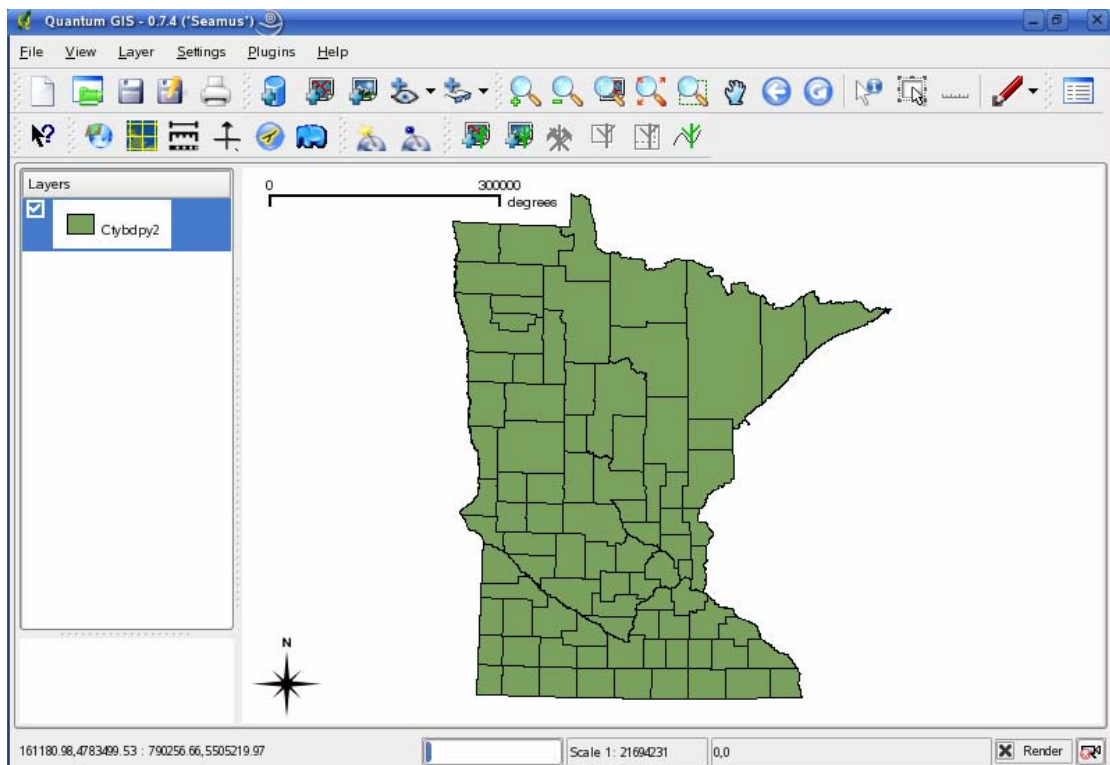 Quantum GIS - 0.7.4 ('Seamus')
File View Layer Settings Plugins Help
Layers
Ctybdpy2
0 300000
degrees
N
161180.98,4783499.53 : 790256.66,5505219.97
Scale 1: 21694231
0,0
Render